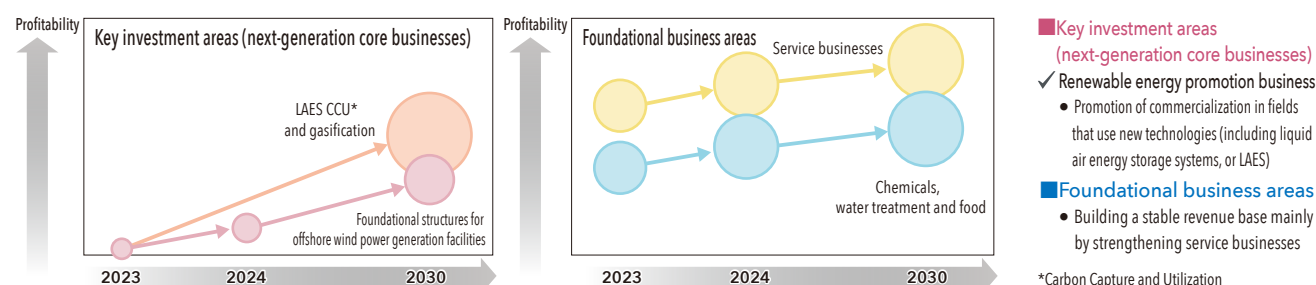 Profitability
Key investment areas (next-generation core businesses)
LAES CCU*
and gasification
Foundational structures for
offshore wind power generation facilities
2023
2024
2030
Profitability
Foundational business areas
Service businesses
Chemicals,
water treatment and food
2023
2024
2030
■Key investment areas
(next-generation core businesses)
✓ Renewable energy promotion business
● Promotion of commercialization in fields
that use new technologies (including liquid
air energy storage systems, or LAES)
■Foundational business areas
● Building a stable revenue base mainly
by strengthening service businesses
*Carbon Capture and Utilization